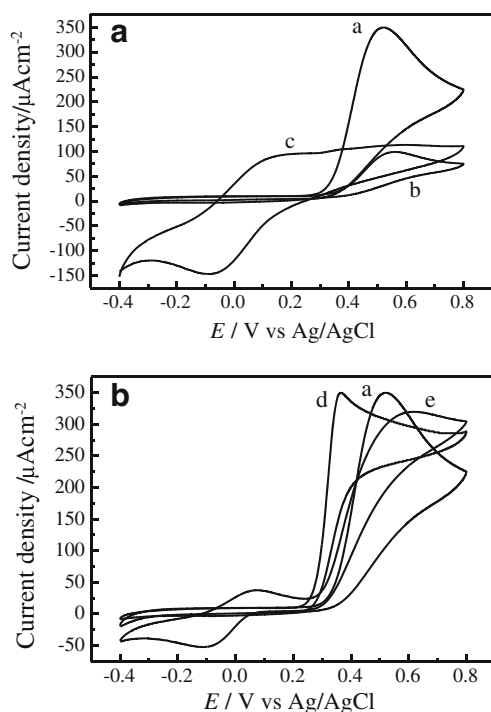 a
a
c
b
Current density/μAcm⁻²
350
300
250
200
150
100
50
0
-50
-100
-150
-0.4 -0.2 0.0 0.2 0.4 0.6 0.8
E / V vs Ag/AgCl
b
d a e
Current density /μAcm⁻²
350
300
250
200
150
100
50
0
-50
-0.4 -0.2 0.0 0.2 0.4 0.6 0.8
E / V vs Ag/AgCl